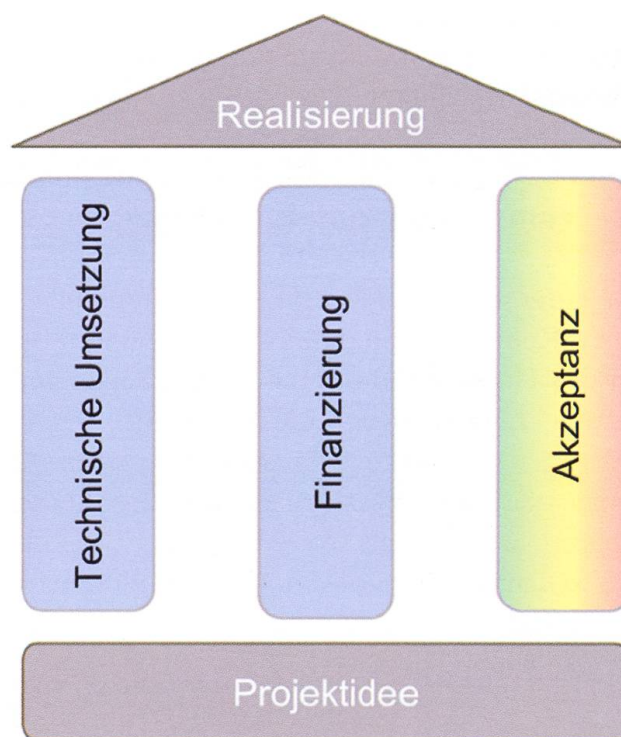 Realisierung
Technische Umsetzung
Finanzierung
Akzeptanz
Projektidee